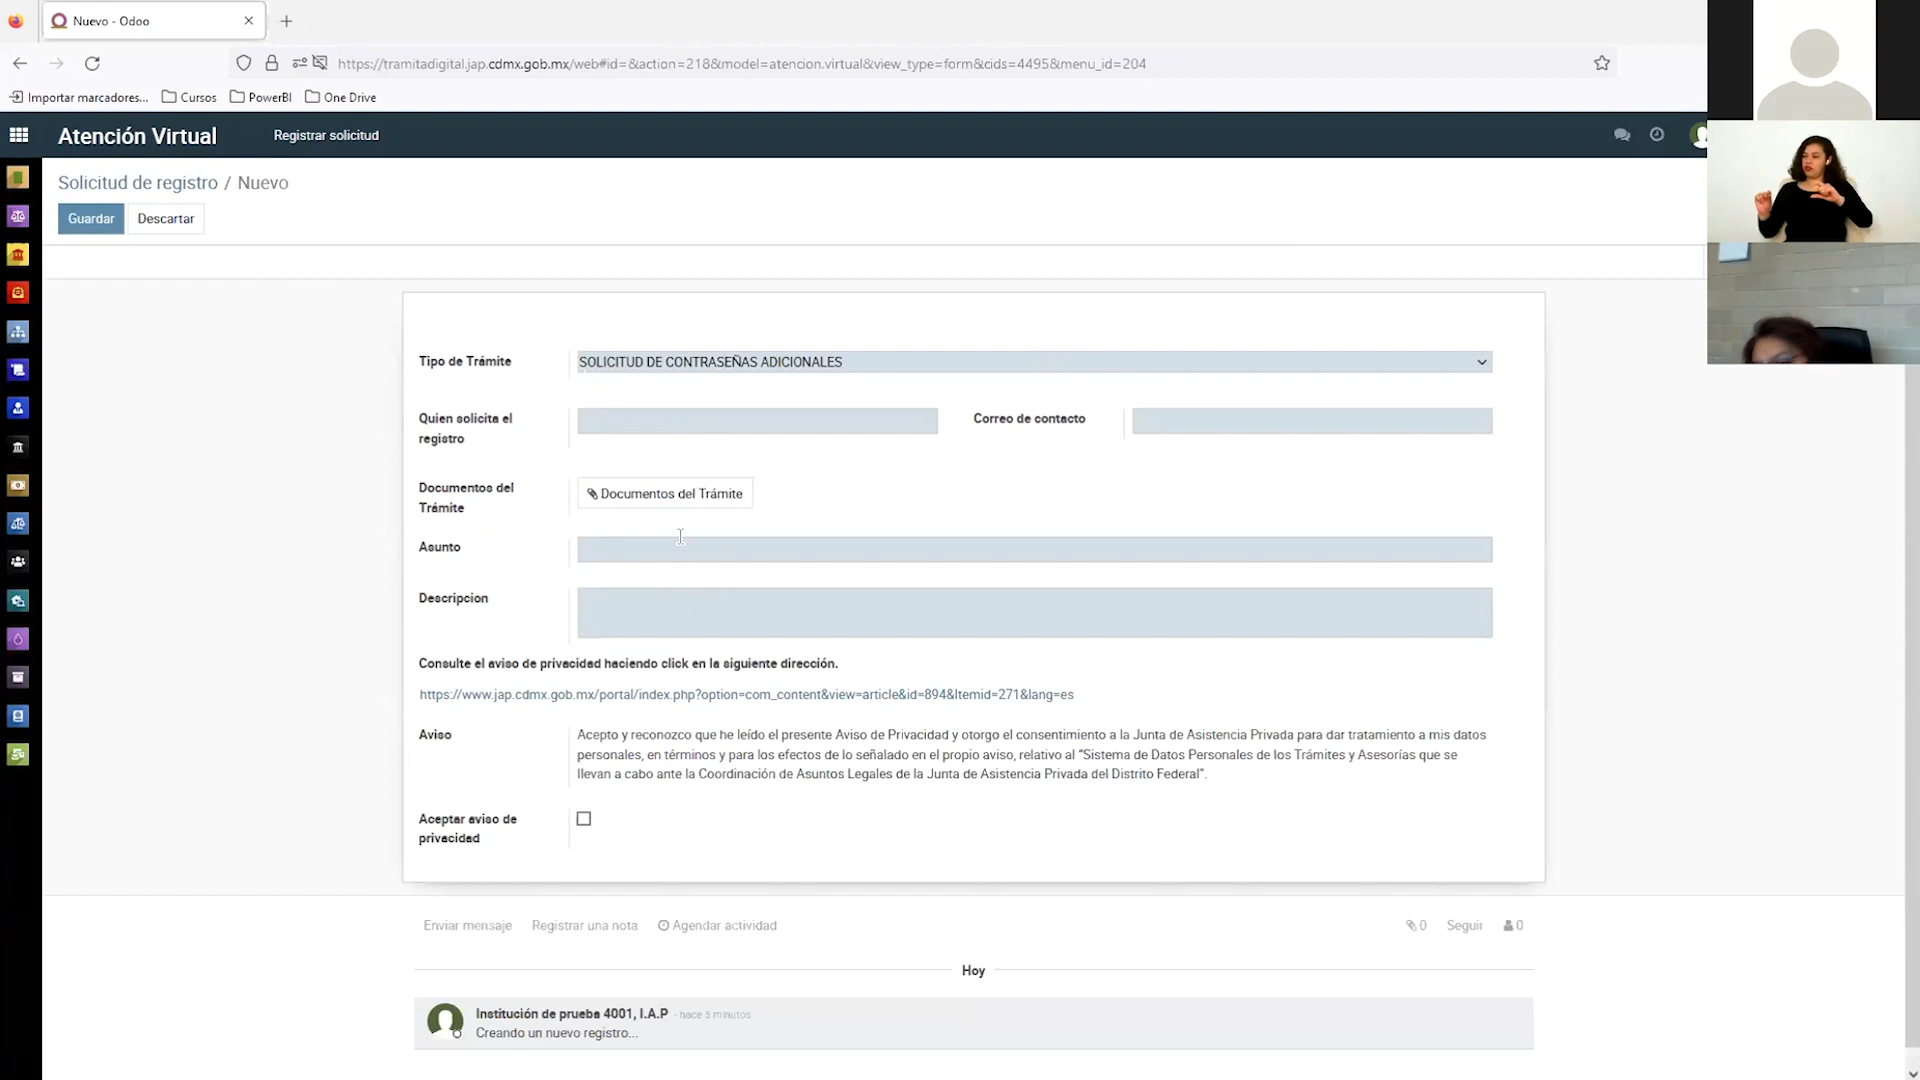 Nuevo - Odoo
https://tramitadigital.jap.cdmx.gob.mx/web#id=&action=218&model=atencion.virtual&view_type=form&cids=4495&menu_id=204
Importar marcadores... Cursos PowerBI One Drive
Atención Virtual Registrar solicitud
Solicitud de registro / Nuevo
Guardar Descartar
Tipo de Trámite SOLICITUD DE CONTRASEÑAS ADICIONALES
Quien solicita el registro Correo de contacto
Documentos del Trámite Documentos del Trámite
Asunto
Descripcion
Consulte el aviso de privacidad haciendo click en la siguiente dirección.
https://www.jap.cdmx.gob.mx/portal/index.php?option=com_content&view=article&id=894&Itemid=271&lang=es
Aviso Acepto y reconozco que he leído el presente Aviso de Privacidad y otorgo el consentimiento a la Junta de Asistencia Privada para dar tratamiento a mis datos
personales, en términos y para los efectos de lo señalado en el propio aviso, relativo al “Sistema de Datos Personales de los Trámites y Asesorías que se
llevan a cabo ante la Coordinación de Asuntos Legales de la Junta de Asistencia Privada del Distrito Federal”.
Aceptar aviso de privacidad
Enviar mensaje Registrar una nota Agendar actividad 0 Seguir 0
Hoy
Institución de prueba 4001, I.A.P - hace 5 minutos
Creando un nuevo registro...